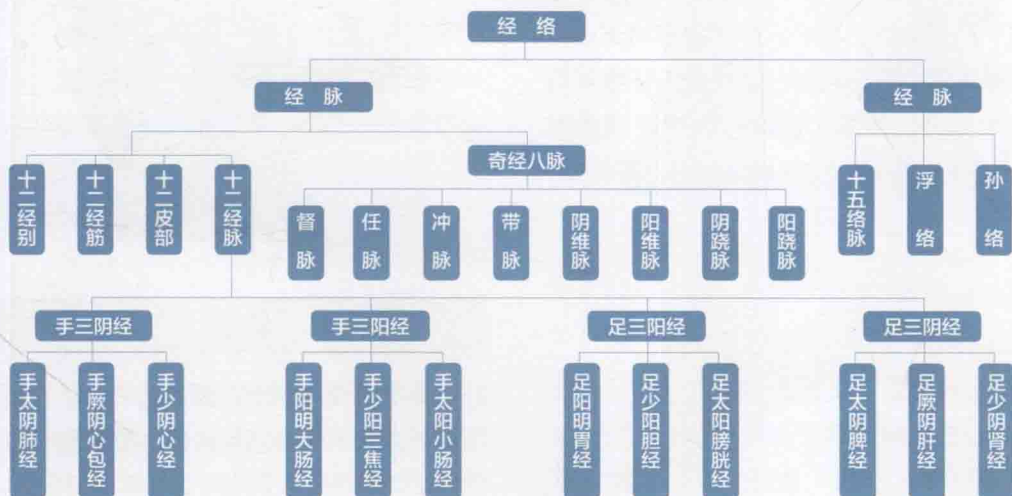 经络
经脉
经脉
奇经八脉
十二经别
十二经筋
十二皮部
十二经脉
督脉
任脉
冲脉
带脉
阴维脉
阳维脉
阴跷脉
阳跷脉
十五络脉
浮络
孙络
手三阴经
手三阳经
足三阳经
足三阴经
手太阴肺经
手厥阴心包经
手少阴心经
手阳明大肠经
手少阳三焦经
手太阳小肠经
足阳明胃经
足少阳胆经
足太阳膀胱经
足太阴脾经
足厥阴肝经
足少阴肾经